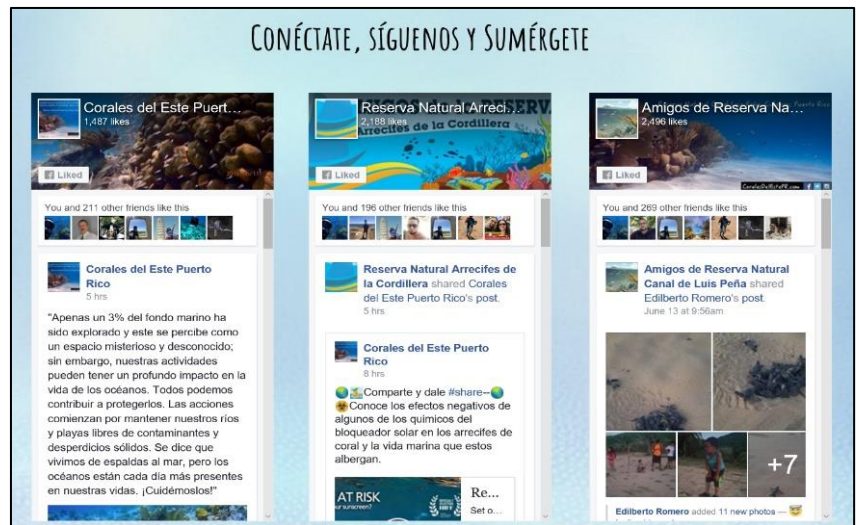 CONÉCTATE, SÍGUENOS Y SUMÉRGETE
Corales del Este Puert...
1,487 likes
Liked
You and 211 other friends like this
Corales del Este Puerto
Rico
5 hrs
"Apenas un 3% del fondo marino ha
sido explorado y este se percibe como
un espacio misterioso y desconocido;
sin embargo, nuestras actividades
pueden tener un profundo impacto en la
vida de los océanos. Todos podemos
contribuir a protegerlos. Las acciones
comienzan por mantener nuestros ríos
y playas libres de contaminantes y
desperdicios sólidos. Se dice que
vivimos de espaldas al mar, pero los
océanos están cada día más presentes
en nuestras vidas. ¡Cuidémoslos!"
Reserva Natural Arreci...
2,188 likes
Arrecifes de la Cordillera
Liked
You and 196 other friends like this
Reserva Natural Arrecifes de
la Cordillera shared Corales
del Este Puerto Rico's post.
5 hrs
Corales del Este Puerto
Rico
8 hrs
Comparte y dale #share--
Conoce los efectos negativos de
algunos de los quimicos del
bloqueador solar en los arrecifes de
coral y la vida marina que estos
albergan.
AT RISK
sunscreen?
Re...
Set o...
Amigos de Reserva Na...
2,496 likes
Liked
CoralesDelEstePR.com
You and 269 other friends like this
Amigos de Reserva Natural
Canal de Luis Peña shared
Edilberto Romero's post.
June 13 at 9:56am
+7
Edilberto Romero added 11 new photos —